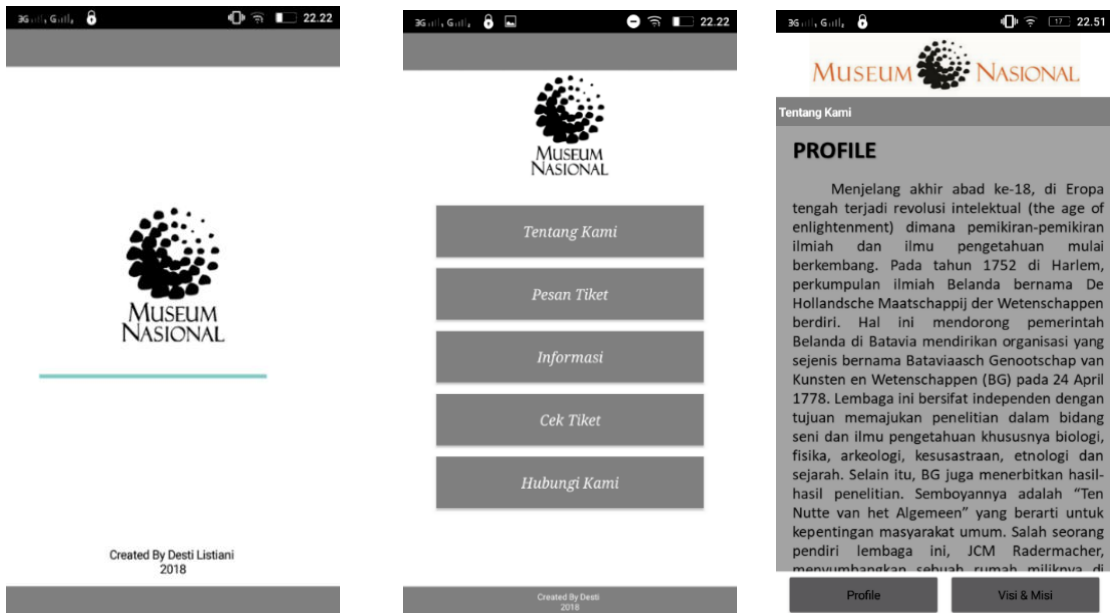 3G G 22.22
MUSEUM
NASIONAL
Created By Desti Listiani
2018
3G G 22.22
MUSEUM
NASIONAL
Tentang Kami
Pesan Tiket
Informasi
Cek Tiket
Hubungi Kami
Created By Desti
2018
3G G 17 22.51
MUSEUM NASIONAL
Tentang Kami
PROFILE
Menjelang akhir abad ke-18, di Eropa
tengah terjadi revolusi intelektual (the age of
enlightenment) dimana pemikiran-pemikiran
ilmiah dan ilmu pengetahuan mulai
berkembang. Pada tahun 1752 di Harlem,
perkumpulan ilmiah Belanda bernama De
Hollandsche Maatschappij der Wetenschappen
berdiri. Hal ini mendorong pemerintah
Belanda di Batavia mendirikan organisasi yang
sejenis bernama Bataviaasch Genootschap van
Kunsten en Wetenschappen (BG) pada 24 April
1778. Lembaga ini bersifat independen dengan
tujuan memajukan penelitian dalam bidang
seni dan ilmu pengetahuan khususnya biologi,
fisika, arkeologi, kesusastraan, etnologi dan
sejarah. Selain itu, BG juga menerbitkan hasil-
hasil penelitian. Semboyannya adalah “Ten
Nutte van het Algemeen” yang berarti untuk
kepentingan masyarakat umum. Salah seorang
pendiri lembaga ini, JCM Radermacher,
menyumbangkan sebuah rumah miliknya di
Profile
Visi & Misi